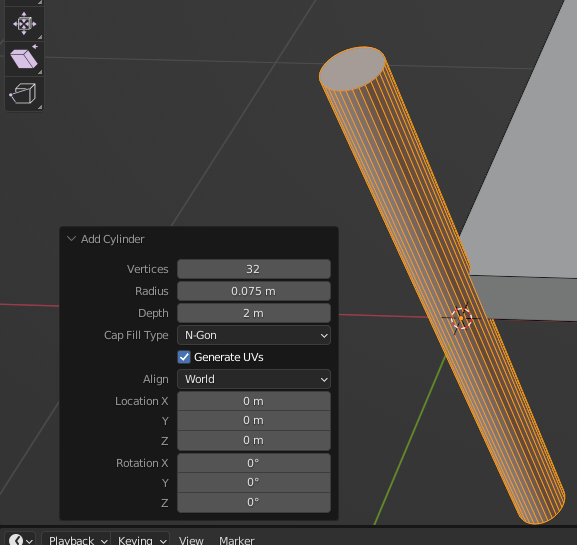 Add Cylinder
Vertices 32
Radius 0.075 m
Depth 2 m
Cap Fill Type N-Gon
Generate UVs
Align World
Location X 0 m
Y 0 m
Z 0 m
Rotation X 0°
Y 0°
Z 0°
Playback Keying View Marker